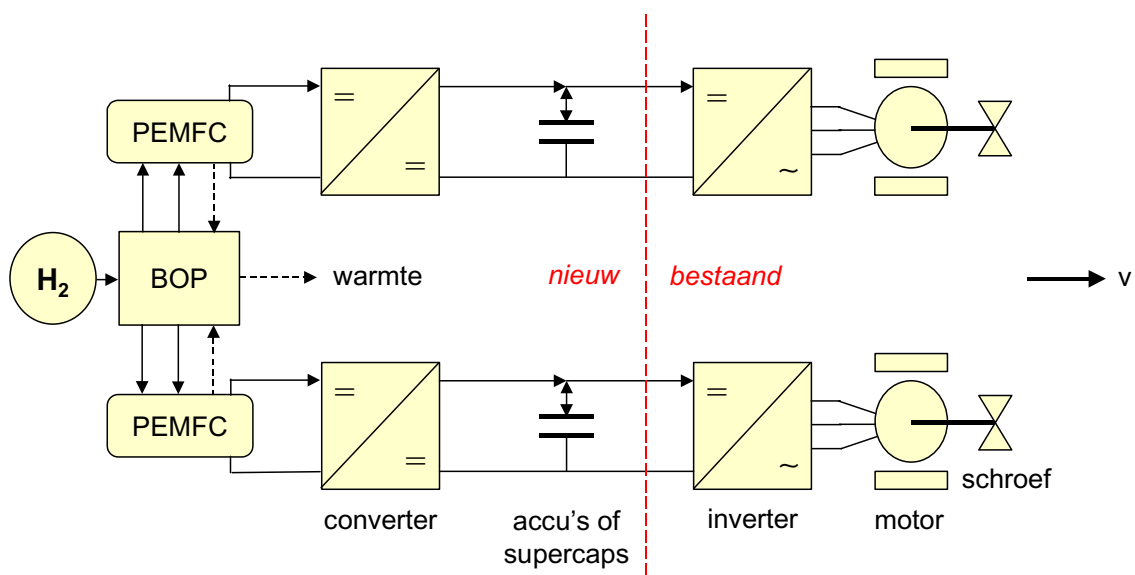 PEMFC
=
=
=
~
H₂
BOP
warmte
nieuw
bestaand
v
PEMFC
=
=
=
~
schroef
converter
accu's of
supercaps
inverter
motor